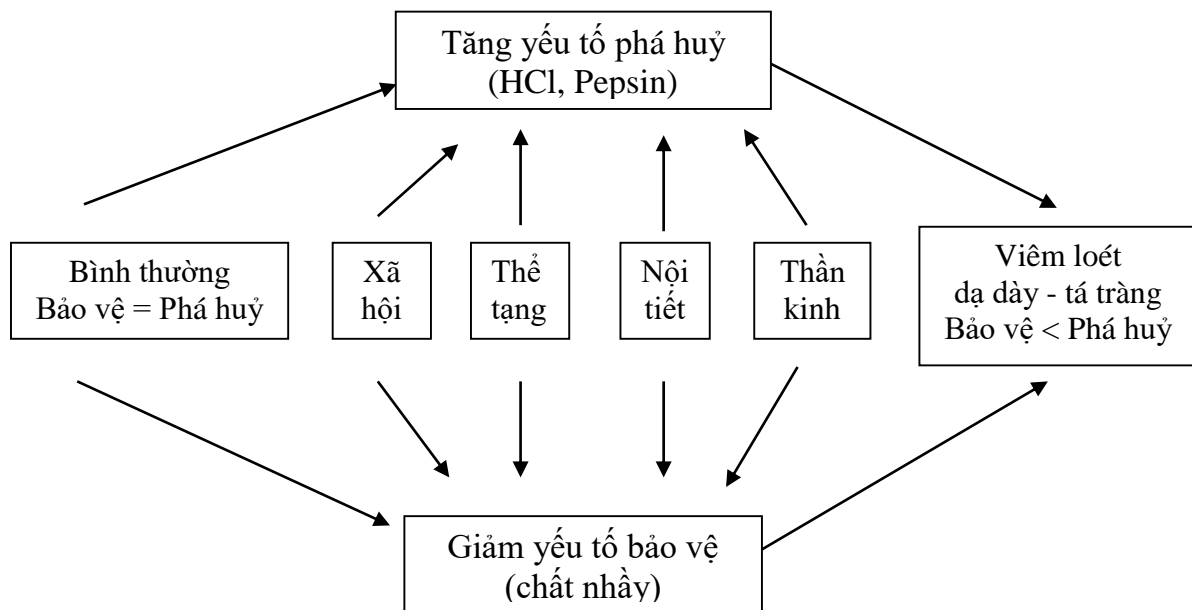 Tăng yếu tố phá huỷ
(HCl, Pepsin)
Bình thường
Bảo vệ = Phá huỷ
Xã
hội
Thể
tạng
Nội
tiết
Thần
kinh
Viêm loét
dạ dày - tá tràng
Bảo vệ < Phá huỷ
Giảm yếu tố bảo vệ
(chất nhầy)